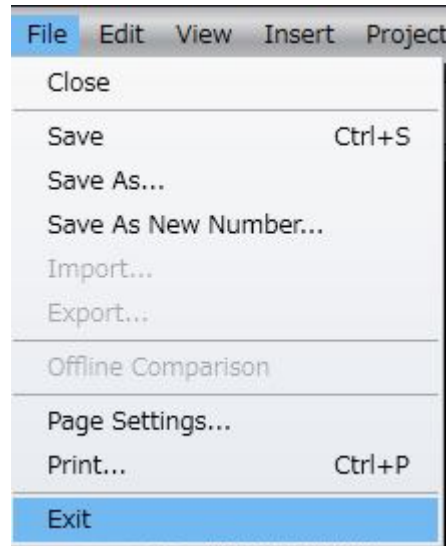 File Edit View Insert Project
Close
Save Ctrl+S
Save As...
Save As New Number...
Import...
Export...
Offline Comparison
Page Settings...
Print... Ctrl+P
Exit